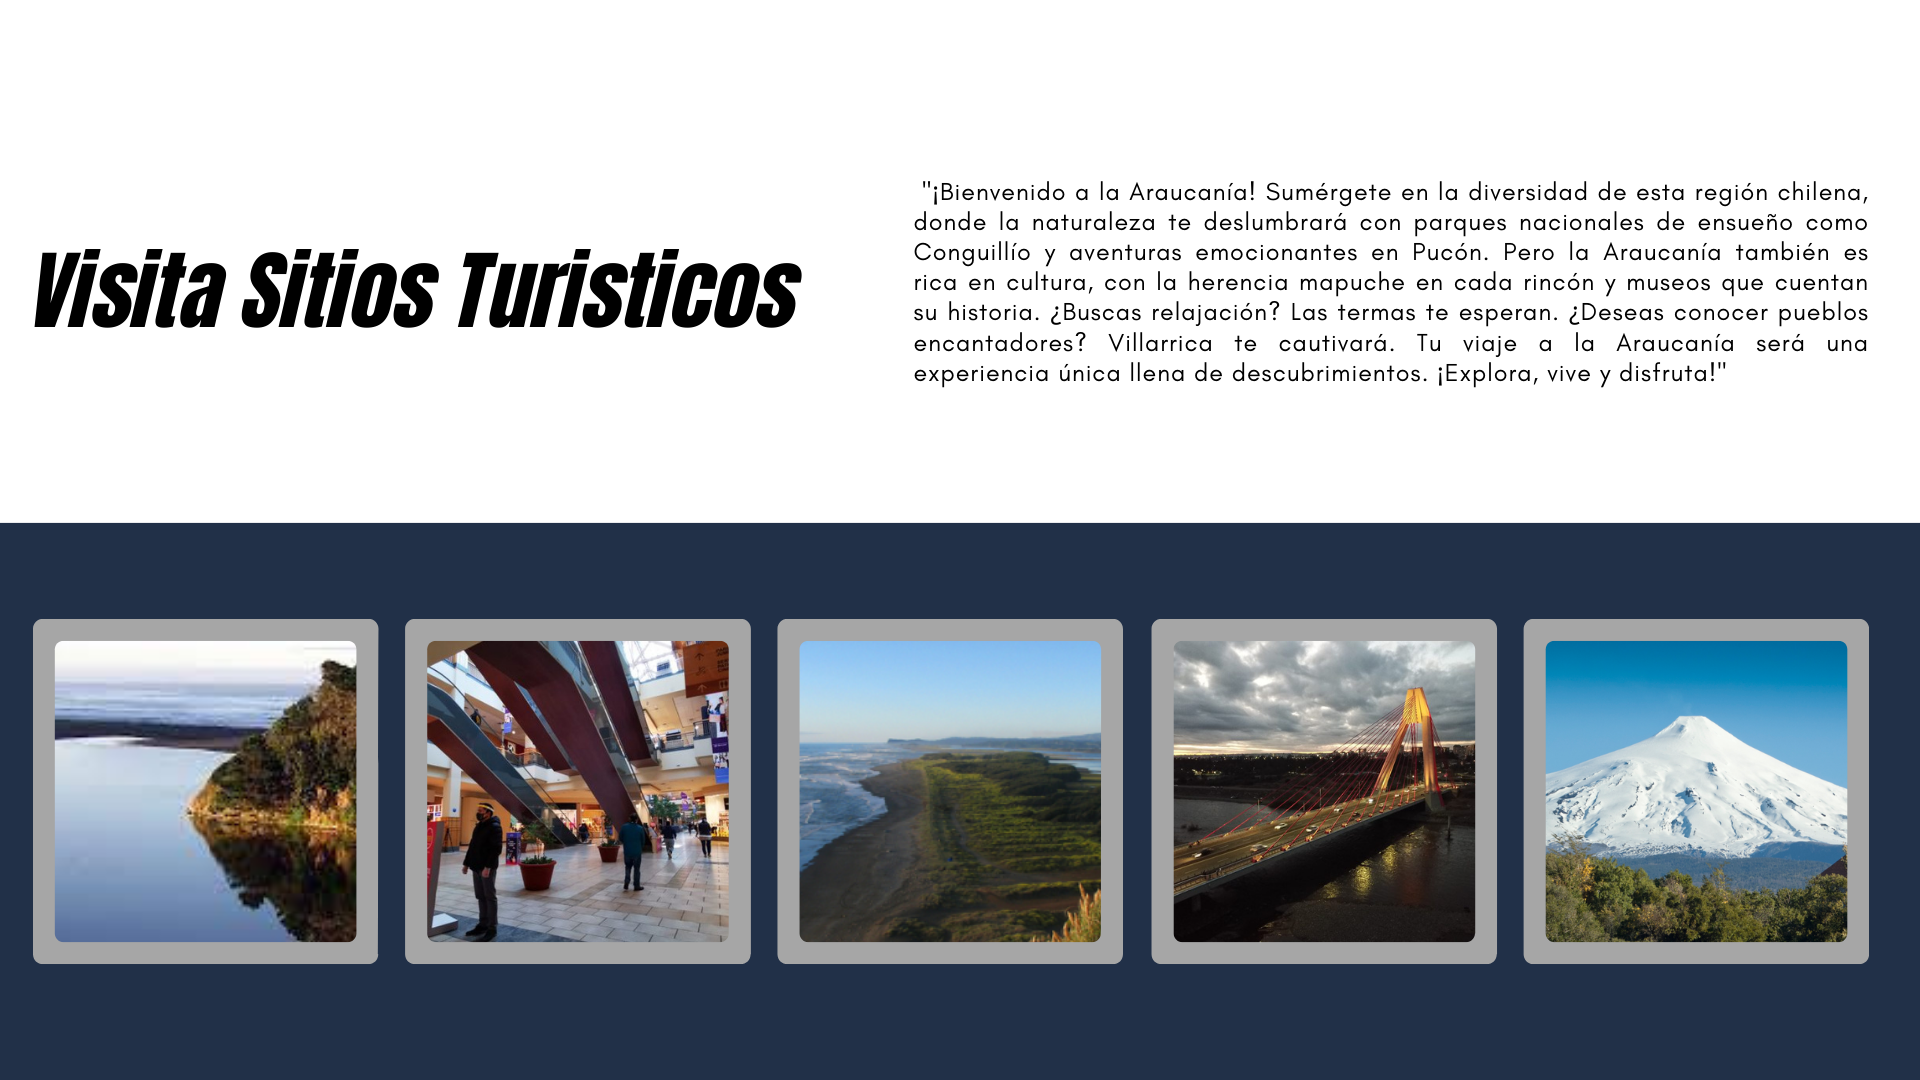 Visita Sitios Turisticos
"¡Bienvenido a la Araucanía! Sumérgete en la diversidad de esta región chilena,
donde la naturaleza te deslumbrará con parques nacionales de ensueño como
Conguillío y aventuras emocionantes en Pucón. Pero la Araucanía también es
rica en cultura, con la herencia mapuche en cada rincón y museos que cuentan
su historia. ¿Buscas relajación? Las termas te esperan. ¿Deseas conocer pueblos
encantadores? Villarrica te cautivará. Tu viaje a la Araucanía será una
experiencia única llena de descubrimientos. ¡Explora, vive y disfruta!"